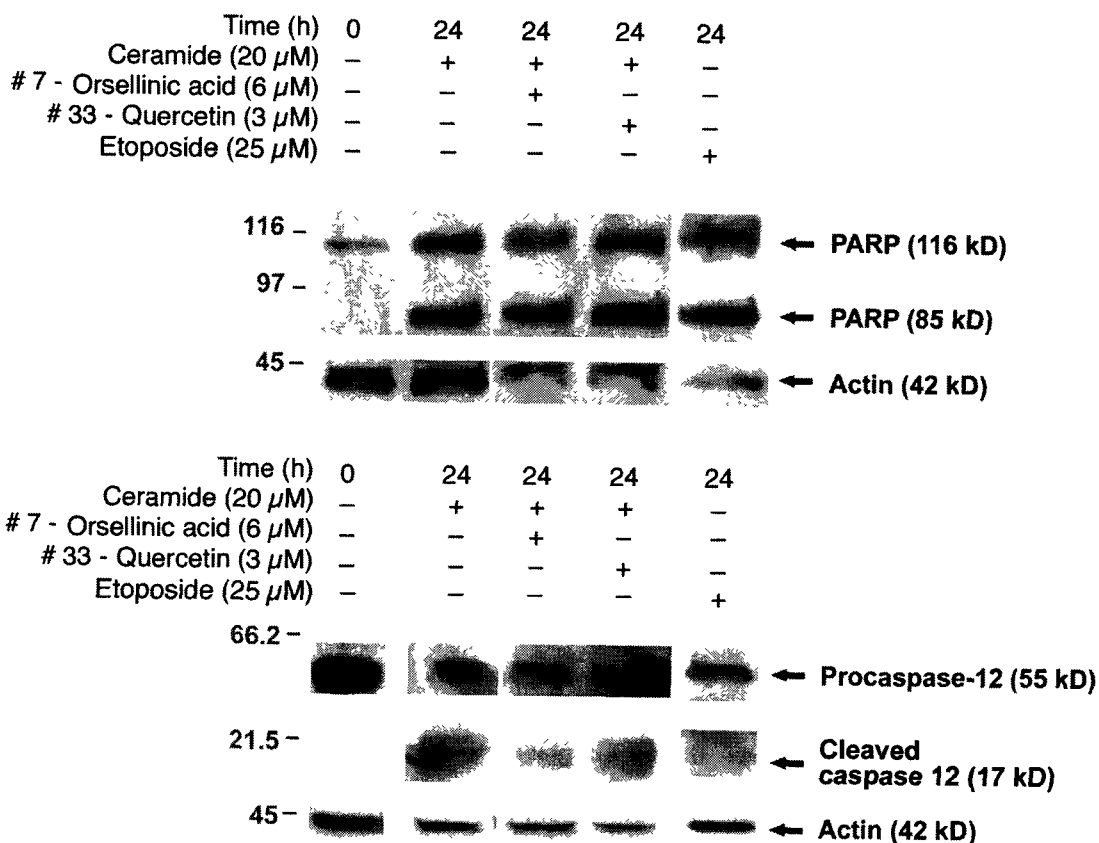 Time (h) 0 24 24 24 24
Ceramide (20 µM) – + + + –
# 7 - Orsellinic acid (6 µM) – – + – –
# 33 - Quercetin (3 µM) – – – + –
Etoposide (25 µM) – – – – +
116 – ← PARP (116 kD)
97 –
← PARP (85 kD)
45 –
← Actin (42 kD)
Time (h) 0 24 24 24 24
Ceramide (20 µM) – + + + –
# 7 - Orsellinic acid (6 µM) – – + – –
# 33 - Quercetin (3 µM) – – – + –
Etoposide (25 µM) – – – – +
66.2 –
← Procaspase-12 (55 kD)
21.5 –
← Cleaved
caspase 12 (17 kD)
45 –
← Actin (42 kD)